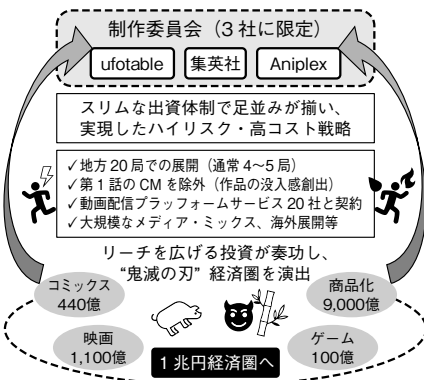 制作委員会（3 社に限定）
ufotable 集英社 Aniplex
スリムな出資体制で足並みが揃い、
実現したハイリスク・高コスト戦略
✓地方 20 局での展開（通常 4〜5 局）
✓第 1 話の CM を除外（作品の没入感創出）
✓動画配信プラッフォームサービス 20 社と契約
✓大規模なメディア・ミックス、海外展開等
リーチを広げる投資が奏功し、
“鬼滅の刃” 経済圏を演出
コミックス
440億
商品化
9,000億
映画
1,100億
ゲーム
100億
1 兆円経済圏へ